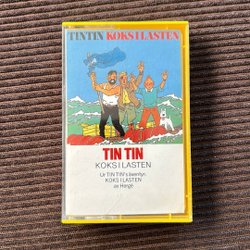 TINTIN KOKS I LASTEN
TIN TIN
KOKS I LASTEN
Ur TIN TIN's äventyr,
KOKS I LASTEN
av Hergé